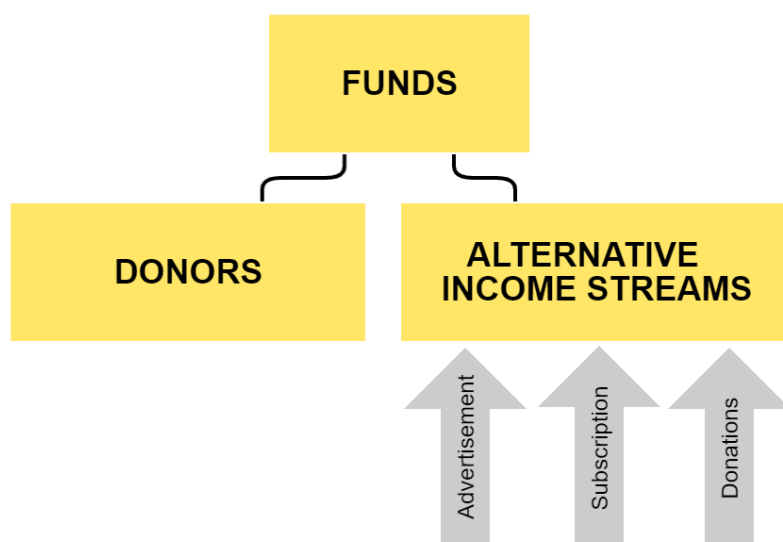 FUNDS
DONORS
ALTERNATIVE
INCOME STREAMS
Advertisement
Subscription
Donations